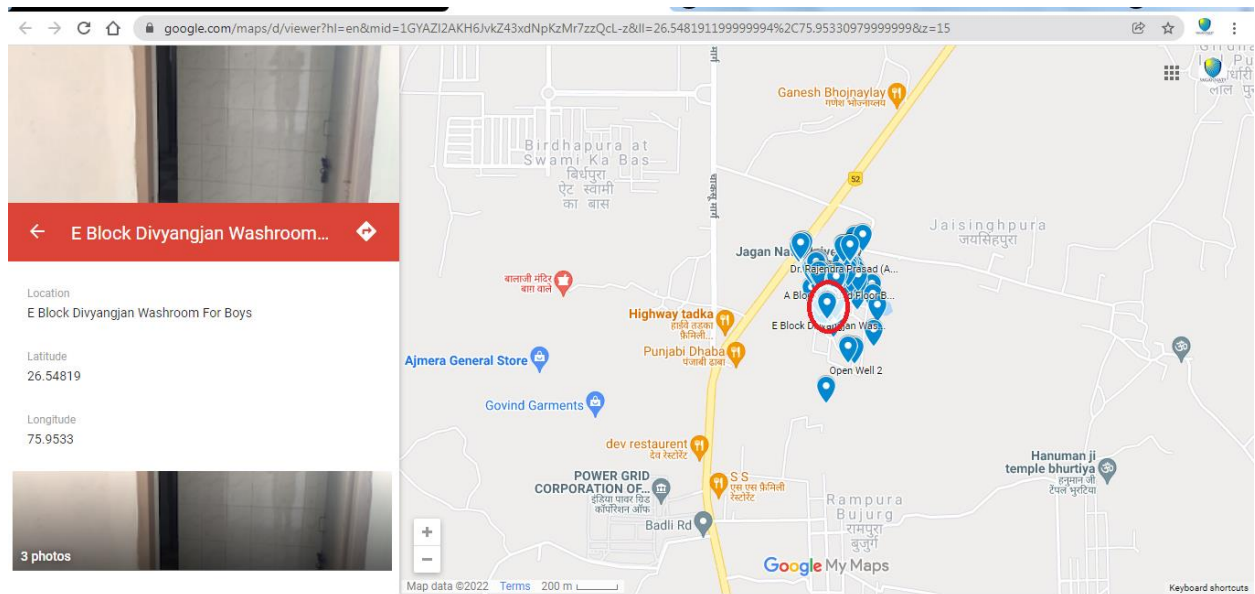 google.com/maps/d/viewer?hl=en&mid=1GYAZI2AKH6JvkZ43xdNpKzMr7zzQcL-z&ll=26.548191199999994%2C75.95330979999999&z=15
E Block Divyangjan Washroom...
Location
E Block Divyangjan Washroom For Boys
Latitude
26.54819
Longitude
75.9533
3 photos
Ganesh Bhojnaylay
गणेश भोजनालय
Birdhapura at
Swami Ka Bas
बिर्धपुरा
ऐट स्वामी
का बास
52
Jaisinghpura
जयसिंहपुरा
लाल
Jagan Na
Dr. Rajendra Prasad (A...
बालाजी मंदिर
बाग वाले
A Blo
Floor B...
Highway tadka
हाईवे तड़का
फ़ैमिली...
E Block Divyangjan Was...
Punjabi Dhaba
पंजाबी ढाबा
Ajmera General Store
Open Well 2
Govind Garments
dev restaurent
देव रेस्टोरेंट
Hanuman ji
temple bhurtiya
हनुमान जी
टेंपल भुरटिया
POWER GRID
CORPORATION OF...
इंडिया पावर ग्रिड
कॉर्पोरेशन ऑफ
S S
एस एस फ़ैमिली
रेस्टोरेंट
Rampura
Bujurg
रामपुरा
बुजुर्ग
Badli Rd
Google My Maps
Map data ©2022 Terms 200 m
Keyboard shortcuts